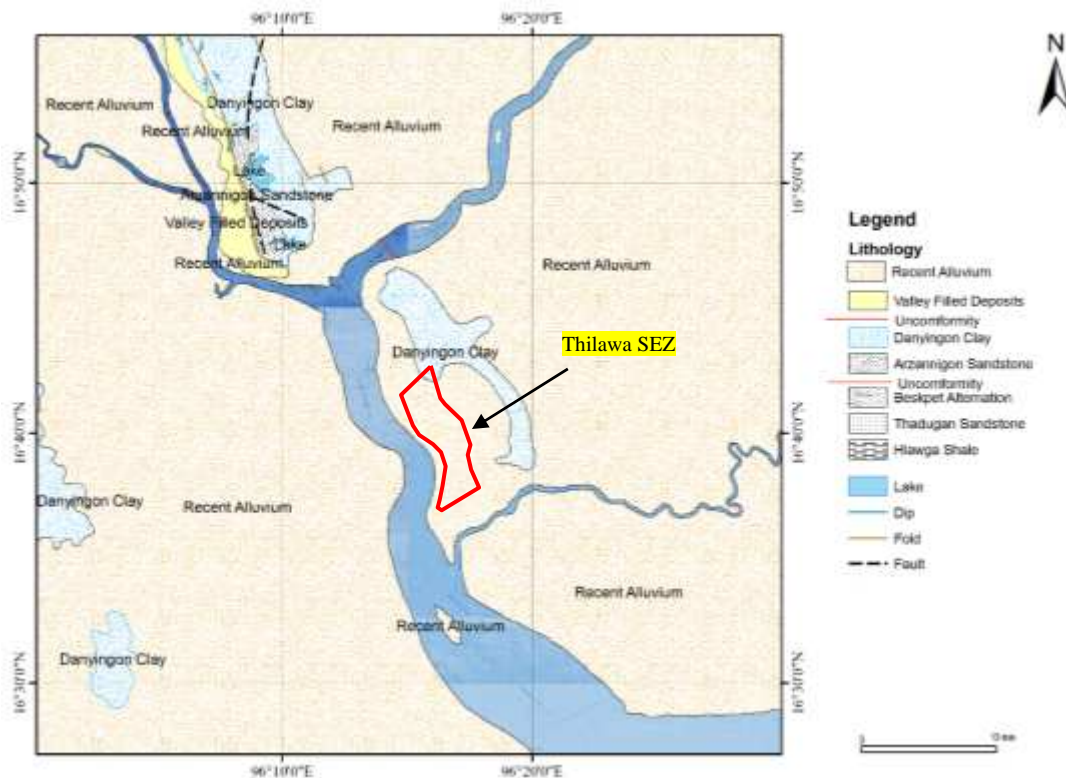 96°10'0"E
96°20'0"E
N
Recent Alluvium
Danyingon Clay
Recent Alluvium
Recent Alluvium
Lake
16°50'0"N
16°50'0"N
Arzannigon Sandstone
Valley Filled Deposits
Lake
Recent Alluvium
Recent Alluvium
Thilawa SEZ
Danyingon Clay
16°40'0"N
16°40'0"N
Danyingon Clay
Recent Alluvium
Recent Alluvium
Recent Alluvium
Danyingon Clay
16°30'0"N
16°30'0"N
96°10'0"E
96°20'0"E
Legend
Lithology
Recent Alluvium
Valley Filled Deposits
Uncomformity
Danyingon Clay
Arzannigon Sandstone
Uncomformity
Beskpet Alternation
Thadugan Sandstone
Hlawga Shale
Lake
Dip
Fold
Fault